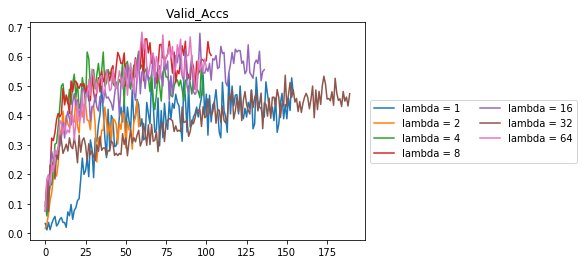 Valid_Accs
0.7
0.6
0.5
0.4
0.3
0.2
0.1
0.0
0 25 50 75 100 125 150 175
lambda = 1 lambda = 16
lambda = 2 lambda = 32
lambda = 4 lambda = 64
lambda = 8